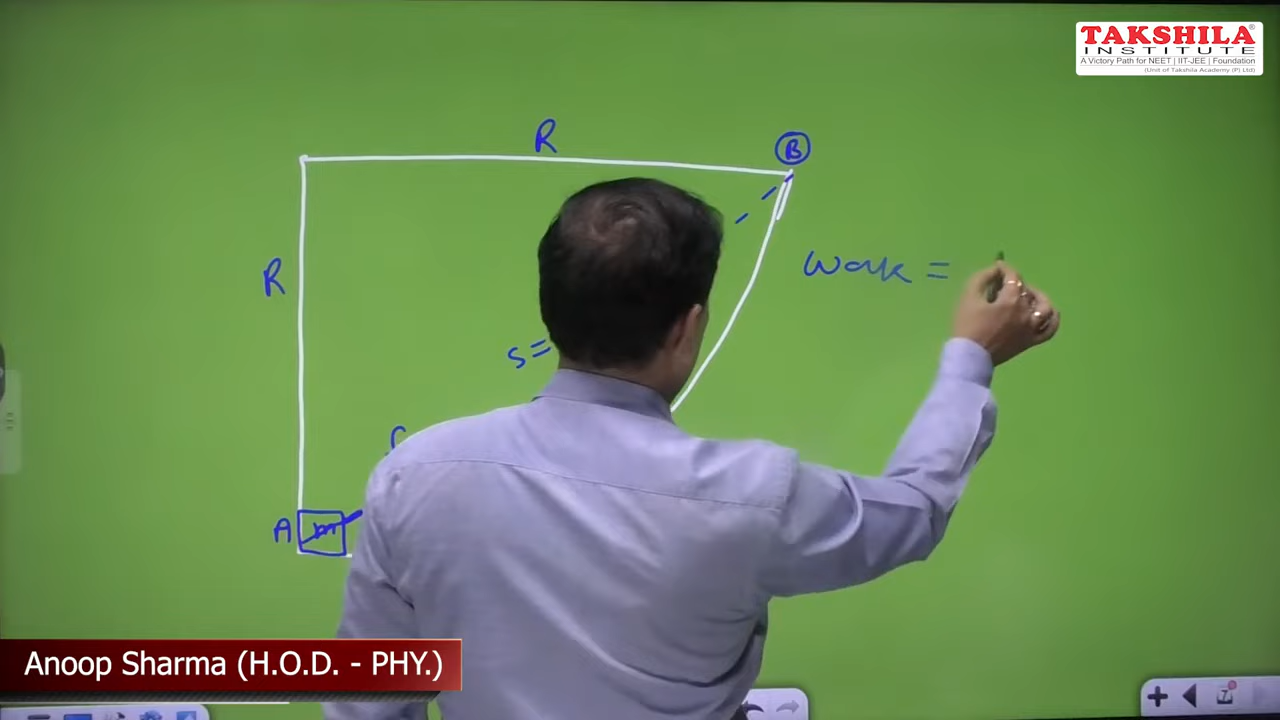 TAKSHILA
INSTITUTE
A Victory Path for NEET | IIT-JEE | Foundation
(Unit of Takshila Academy (P) Ltd)
R
B
R
Work =
S=
A
m
Anoop Sharma (H.O.D. - PHY.)